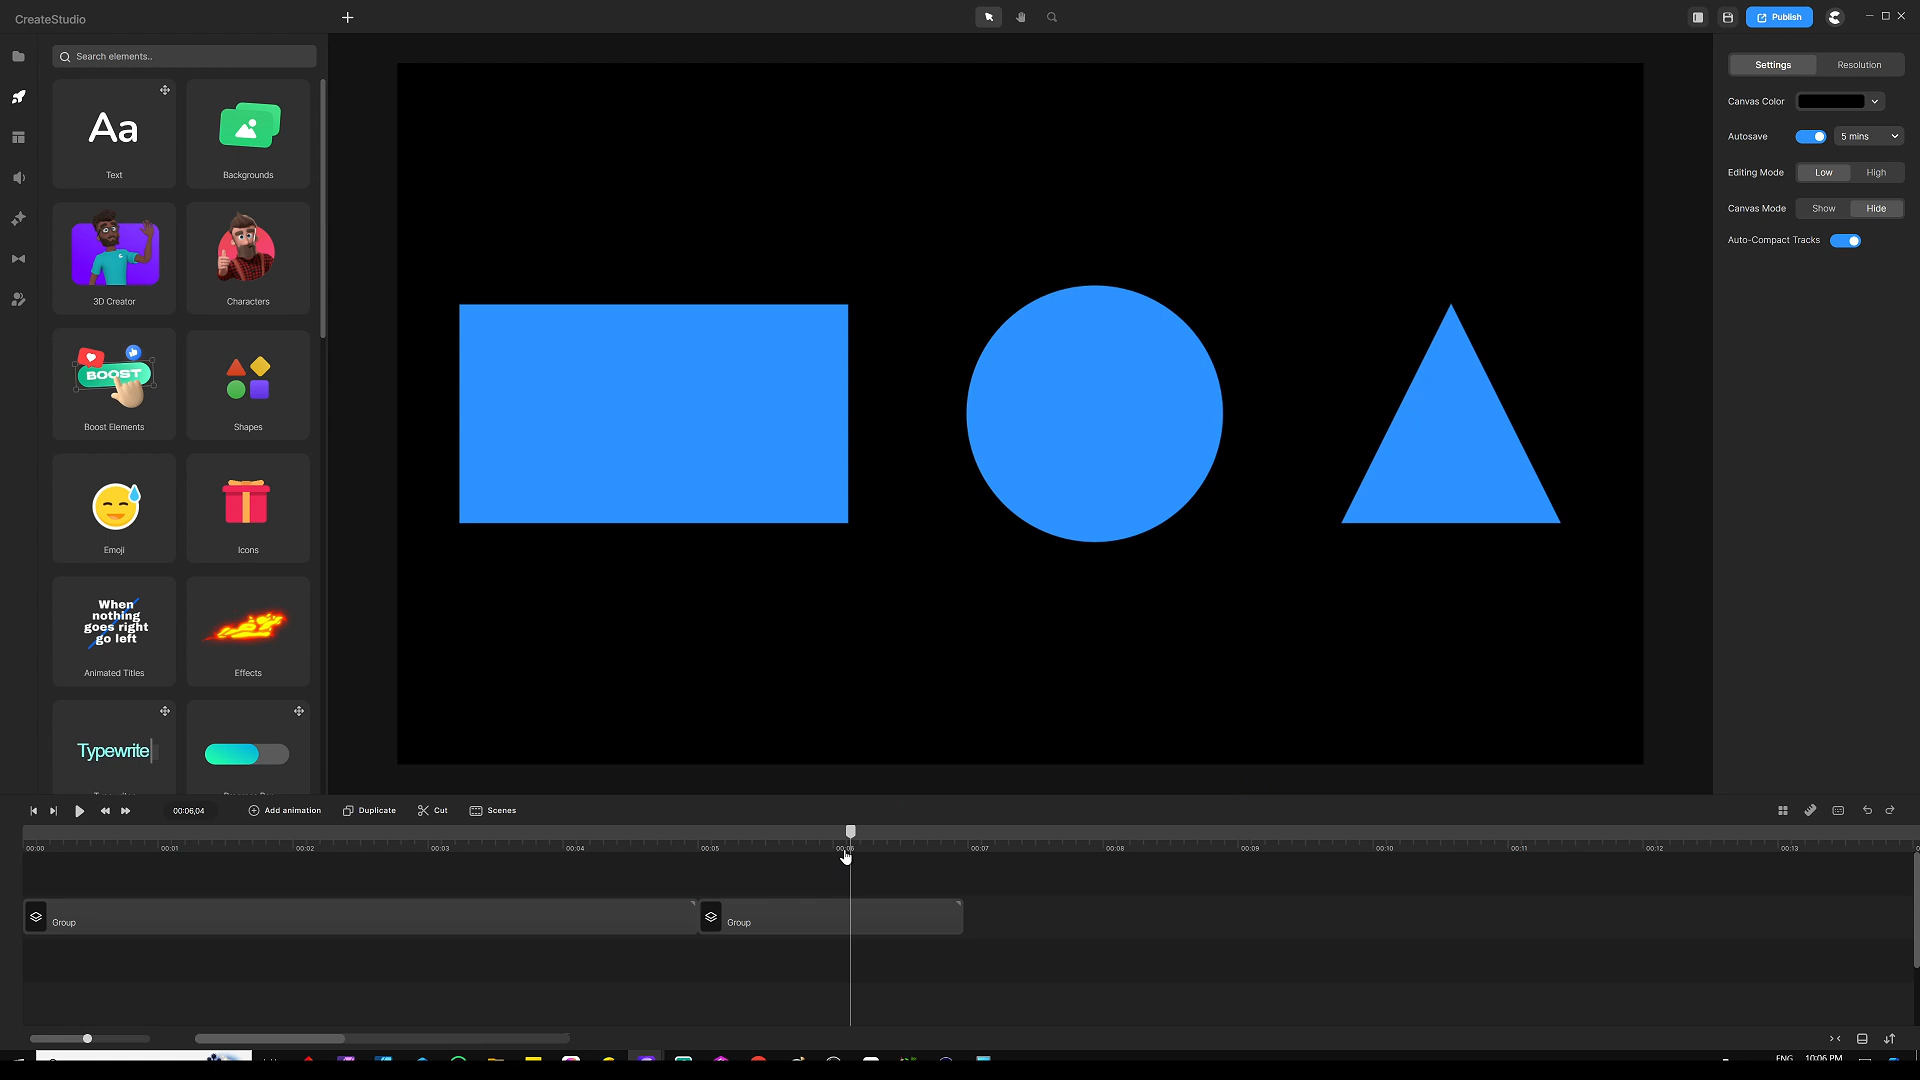 CreateStudio
Publish
Search elements..
Aa
Text
Backgrounds
3D Creator
Characters
BOOST
Boost Elements
Shapes
Emoji
Icons
When
nothing
goes right
go left
Animated Titles
Effects
Typewrite
Settings
Resolution
Canvas Color
Autosave
5 mins
Editing Mode
Low
High
Canvas Mode
Show
Hide
Auto-Compact Tracks
00:06,04
Add animation
Duplicate
Cut
Scenes
00:00
00:01
00:02
00:03
00:04
00:05
00:06
00:07
00:08
00:09
00:10
00:11
00:12
00:13
Group
Group
ENG
10:06 PM